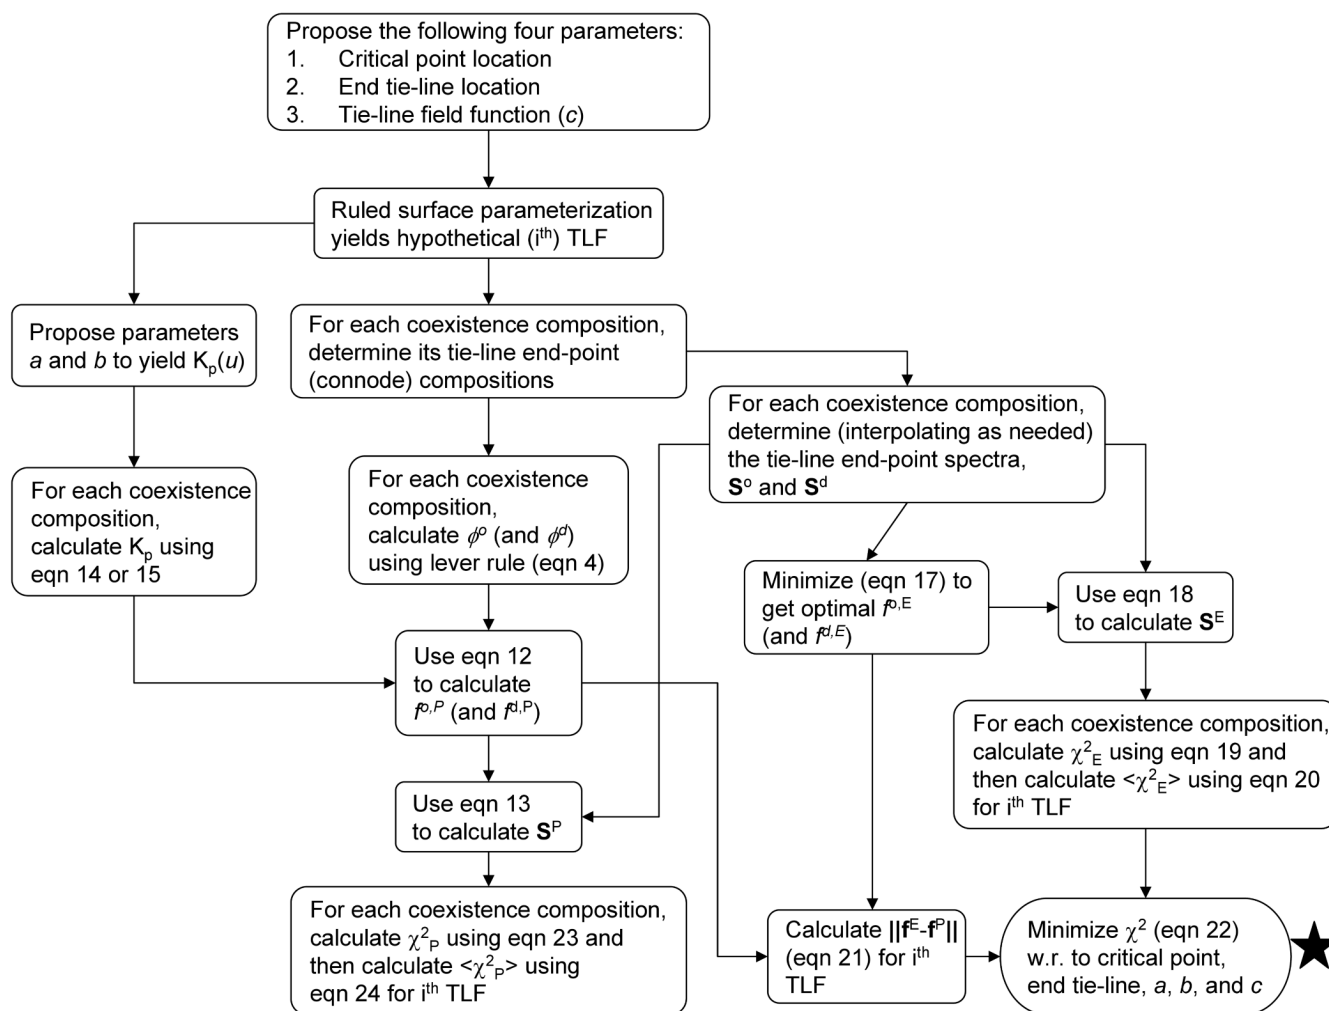 Propose the following four parameters:
1. Critical point location
2. End tie-line location
3. Tie-line field function (c)
Ruled surface parameterization
yields hypothetical (iᵗʰ) TLF
Propose parameters
a and b to yield Kₚ(u)
For each coexistence composition,
determine its tie-line end-point
(connode) compositions
For each coexistence composition,
determine (interpolating as needed)
the tie-line end-point spectra,
Sᵒ and Sᵈ
For each coexistence
composition,
calculate Kₚ using
eqn 14 or 15
For each coexistence
composition,
calculate ϕᵒ (and ϕᵈ)
using lever rule (eqn 4)
Minimize (eqn 17) to
get optimal fᵒ,ᴱ
(and fᵈ,ᴱ)
Use eqn 18
to calculate Sᴱ
Use eqn 12
to calculate
fᵒ,ᴾ (and fᵈ,ᴾ)
For each coexistence composition,
calculate χ²_E using eqn 19 and
then calculate <χ²_E> using eqn 20
for iᵗʰ TLF
Use eqn 13
to calculate Sᴾ
For each coexistence composition,
calculate χ²_P using eqn 23 and
then calculate <χ²_P> using
eqn 24 for iᵗʰ TLF
Calculate ||fᴱ-fᴾ||
(eqn 21) for iᵗʰ
TLF
Minimize χ² (eqn 22)
w.r. to critical point,
end tie-line, a, b, and c